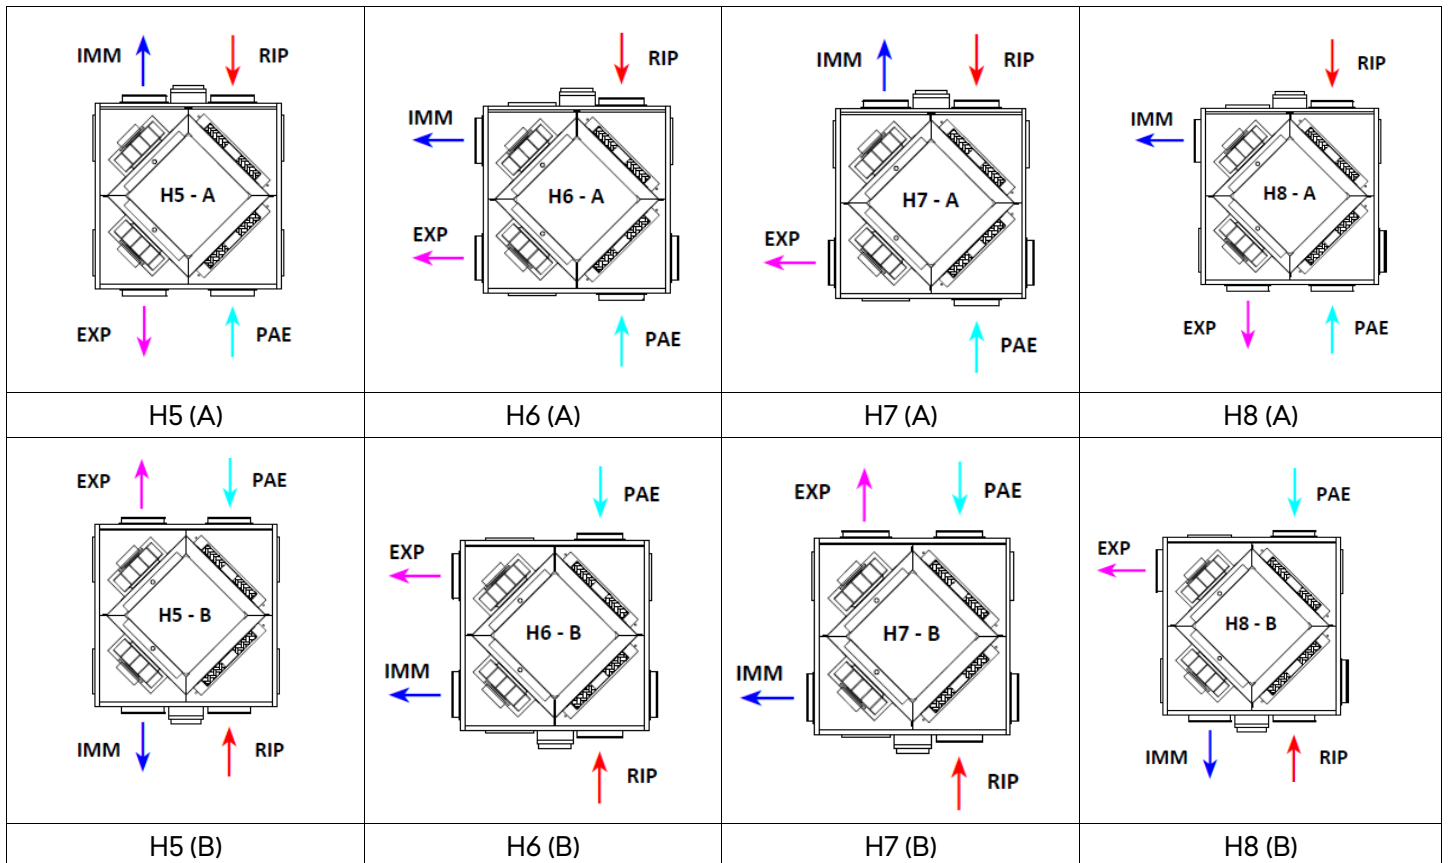 IMM RIP
H5 - A
EXP PAE
RIP
IMM
H6 - A
EXP
PAE
IMM RIP
H7 - A
EXP
PAE
RIP
IMM
H8 - A
EXP PAE
H5 (A) H6 (A) H7 (A) H8 (A)
EXP PAE
H5 - B
IMM RIP
PAE
EXP
H6 - B
IMM
RIP
EXP PAE
H7 - B
IMM
RIP
PAE
EXP
H8 - B
IMM RIP
H5 (B) H6 (B) H7 (B) H8 (B)